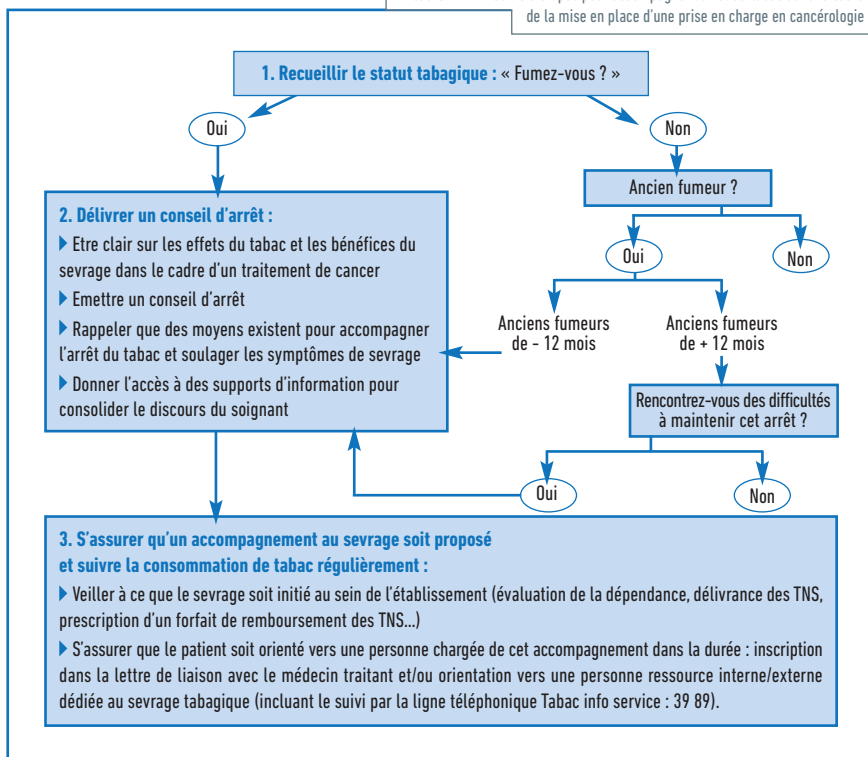 de la mise en place d'une prise en charge en cancérologie
1. Recueillir le statut tabagique : « Fumez-vous ? »
Oui
Non
Ancien fumeur ?
2. Délivrer un conseil d'arrêt :
▶ Etre clair sur les effets du tabac et les bénéfices du
sevrage dans le cadre d'un traitement de cancer
▶ Emettre un conseil d'arrêt
▶ Rappeler que des moyens existent pour accompagner
l'arrêt du tabac et soulager les symptômes de sevrage
▶ Donner l'accès à des supports d'information pour
consolider le discours du soignant
Oui
Non
Anciens fumeurs
de - 12 mois
Anciens fumeurs
de + 12 mois
Rencontrez-vous des difficultés
à maintenir cet arrêt ?
Oui
Non
3. S'assurer qu'un accompagnement au sevrage soit proposé
et suivre la consommation de tabac régulièrement :
▶ Veiller à ce que le sevrage soit initié au sein de l'établissement (évaluation de la dépendance, délivrance des TNS,
prescription d'un forfait de remboursement des TNS...)
▶ S'assurer que le patient soit orienté vers une personne chargée de cet accompagnement dans la durée : inscription
dans la lettre de liaison avec le médecin traitant et/ou orientation vers une personne ressource interne/externe
dédiée au sevrage tabagique (incluant le suivi par la ligne téléphonique Tabac info service : 39 89).